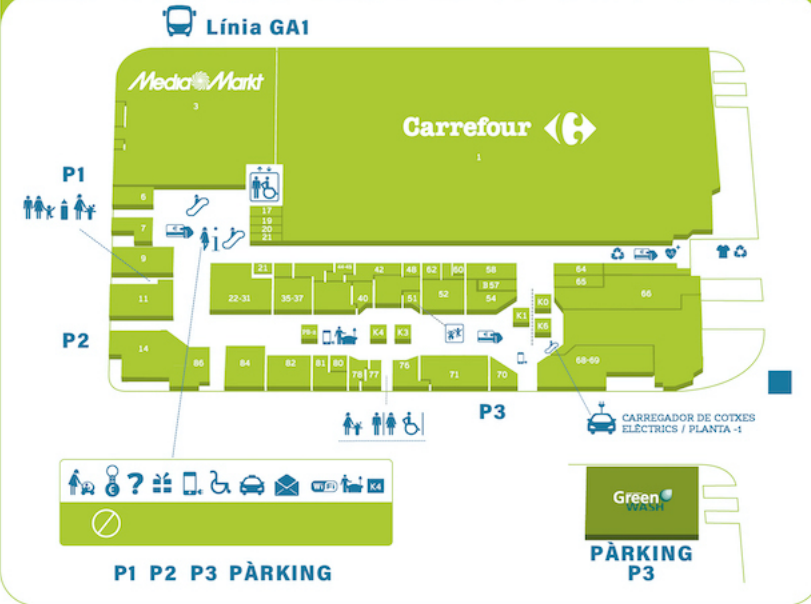 Línia GA1
MediaMarkt
3
Carrefour
1
P1
6
17
19
20
21
7
9
21
42
48
62
60
58
64
65
66
11
22-31
35-37
40
51
52
57
54
K0
K1
K6
P2
14
K4
K3
86
84
82
81
80
78
77
76
71
70
68-69
P3
CARREGADOR DE COTXES
ELÈCTRICS / PLANTA -1
? WiFi K4
Green
WASH
PÀRKING
P3
P1 P2 P3 PÀRKING